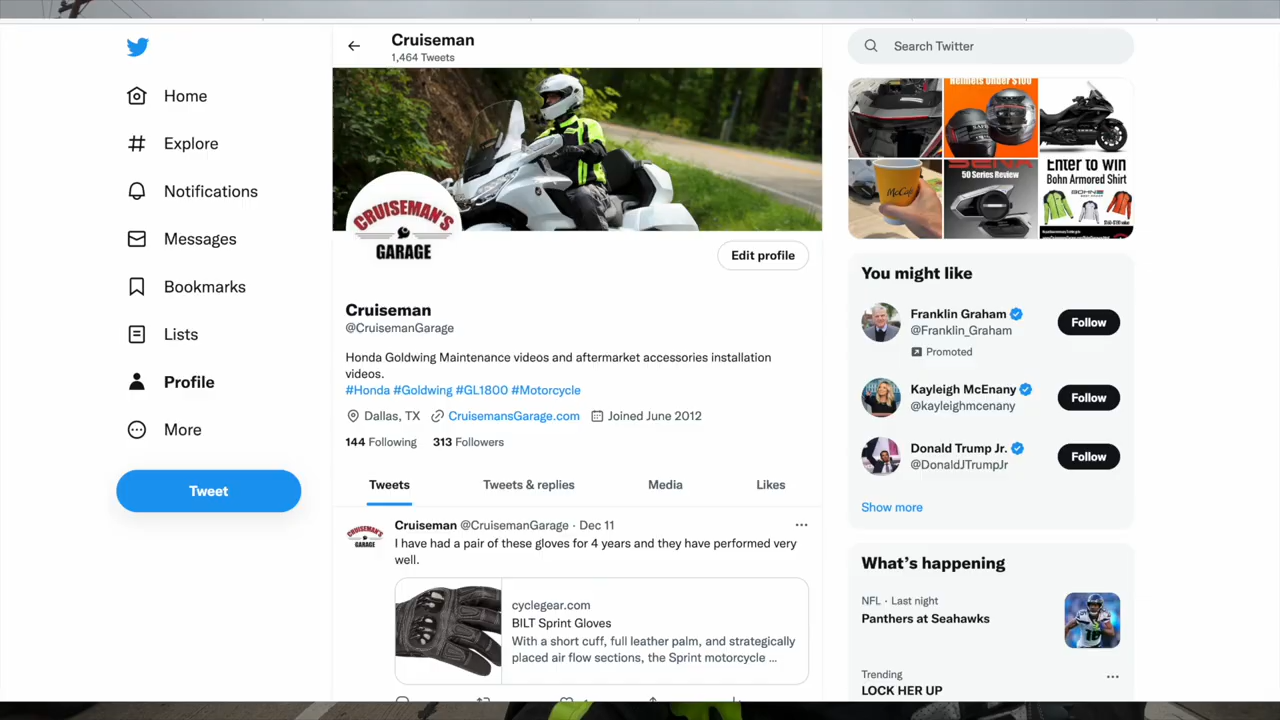 Home
Explore
Notifications
Messages
Bookmarks
Lists
Profile
More
Tweet
Cruiseman
1,464 Tweets
CRUISEMAN'S
GARAGE
Edit profile
Cruiseman
@CruisemanGarage
Honda Goldwing Maintenance videos and aftermarket accessories installation
videos.
#Honda #Goldwing #GL1800 #Motorcycle
Dallas, TX CruisemansGarage.com Joined June 2012
144 Following 313 Followers
Tweets Tweets & replies Media Likes
CRUISEMAN'S
GARAGE
Cruiseman @CruisemanGarage · Dec 11
I have had a pair of these gloves for 4 years and they have performed very
well.
cyclegear.com
BILT Sprint Gloves
With a short cuff, full leather palm, and strategically
placed air flow sections, the Sprint motorcycle ...
Search Twitter
Helmets Under $100
McCafé
SENA
50 Series Review
Enter to Win
Bohn Armored Shirt
You might like
Franklin Graham
@Franklin_Graham
Promoted
Follow
Kayleigh McEnany
@kayleighmcenany
Follow
Donald Trump Jr.
@DonaldJTrumpJr
Follow
Show more
What's happening
NFL · Last night
Panthers at Seahawks
Trending
LOCK HER UP